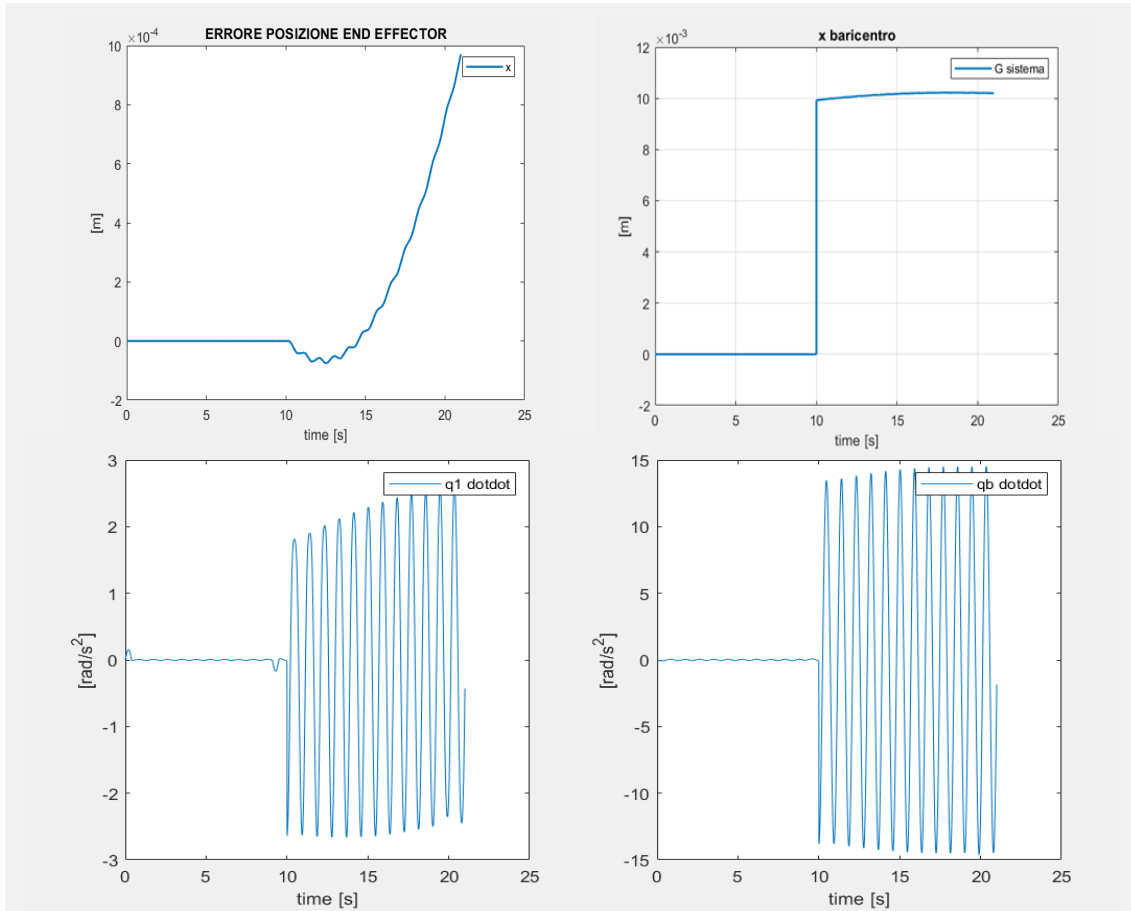 ERRORE POSIZIONE END EFFECTOR
×10-4
10
8
6
4
2
0
-2
[m]
x
0 5 10 15 20 25
time [s]
x baricentro
×10-3
12
10
8
6
4
2
0
-2
[m]
G sistema
0 5 10 15 20 25
time [s]
3
2
1
0
-1
-2
-3
[rad/s2]
q1 dotdot
0 5 10 15 20 25
time [s]
15
10
5
0
-5
-10
-15
[rad/s2]
qb dotdot
0 5 10 15 20 25
time [s]